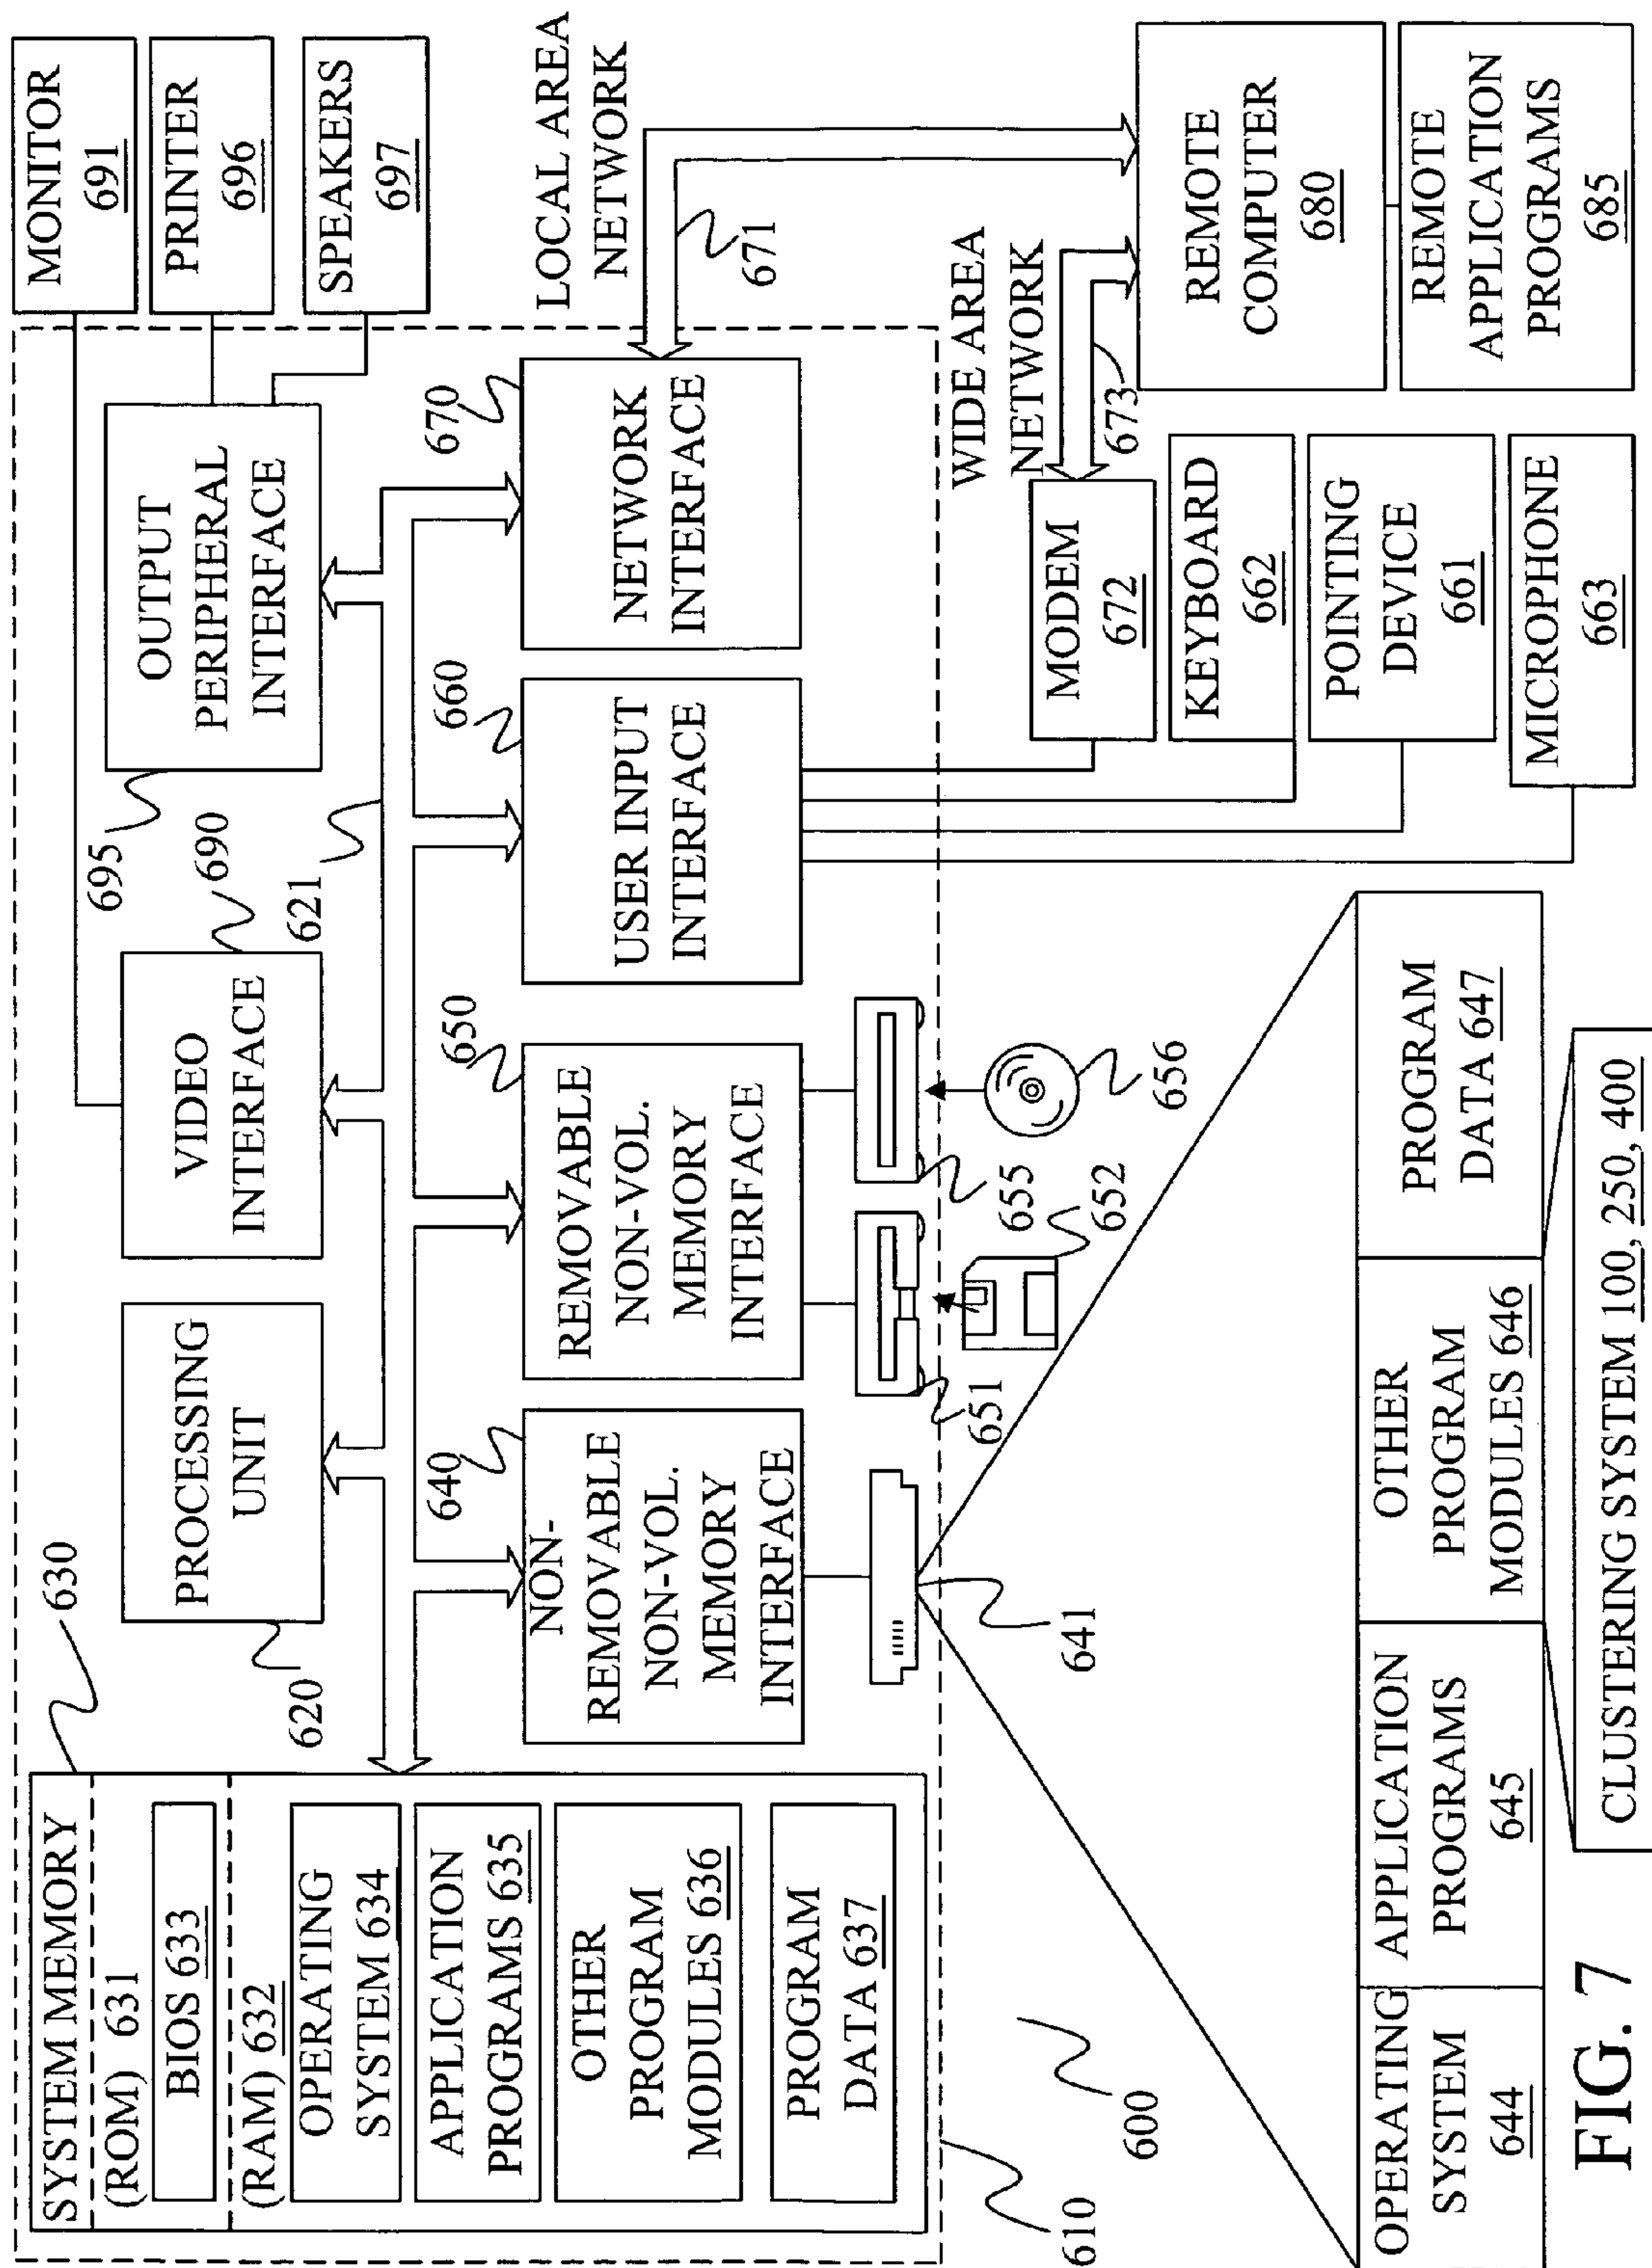 SYSTEM MEMORY
(ROM) 631
BIOS 633
(RAM) 632
OPERATING
SYSTEM 634
APPLICATION
PROGRAMS 635
OTHER
PROGRAM
MODULES 636
PROGRAM
DATA 637
630
620
PROCESSING
UNIT
VIDEO
INTERFACE
690
621
695
OUTPUT
PERIPHERAL
INTERFACE
MONITOR
691
PRINTER
696
SPEAKERS
697
640
NON-
REMOVABLE
NON-VOL.
MEMORY
INTERFACE
650
REMOVABLE
NON-VOL.
MEMORY
INTERFACE
660
USER INPUT
INTERFACE
670
NETWORK
INTERFACE
LOCAL AREA
NETWORK
671
WIDE AREA
NETWORK
673
641
651
652
655
656
610
600
MODEM
672
KEYBOARD
662
POINTING
DEVICE
661
MICROPHONE
663
REMOTE
COMPUTER
680
REMOTE
APPLICATION
PROGRAMS
685
OPERATING
SYSTEM
644
APPLICATION
PROGRAMS
645
OTHER
PROGRAM
MODULES 646
PROGRAM
DATA 647
CLUSTERING SYSTEM 100, 250, 400
FIG. 7